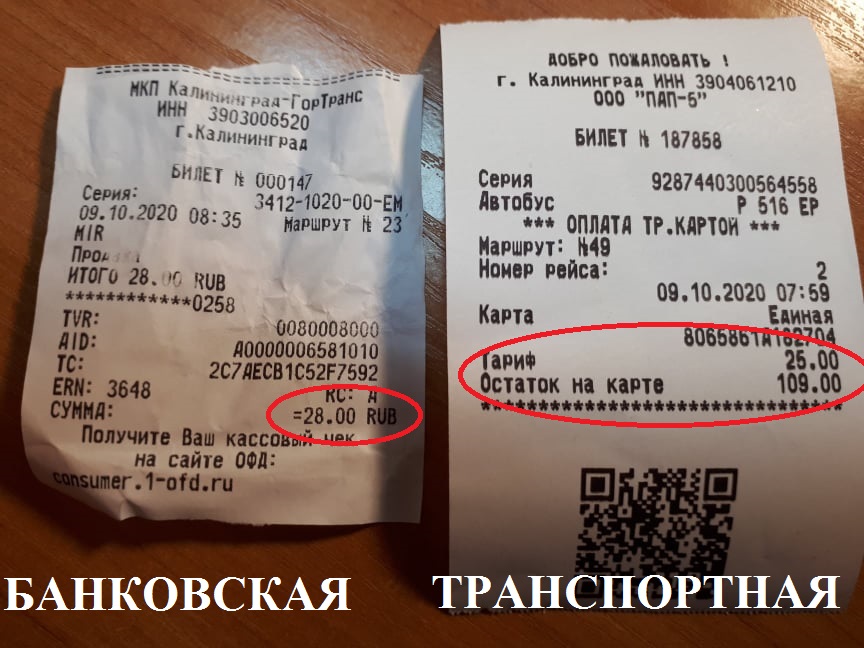 МКП Калининград-ГорТранс
ИНН 3903006520
г.Калининград
БИЛЕТ № 000147
Серия: 3412-1020-00-ЕМ
09.10.2020 08:35 Маршрут № 23
MIR
Продажа
ИТОГО 28.00 RUB
************0258
TVR: 0080008000
AID: A0000006581010
TC: 2C7AECB1C52F7592
ERN: 3648 RC: A
СУММА: =28.00 RUB
Получите Ваш кассовый чек
на сайте ОФД:
consumer.1-ofd.ru
БАНКОВСКАЯ
ДОБРО ПОЖАЛОВАТЬ !
г. Калининград ИНН 3904061210
ООО "ПАП-5"
БИЛЕТ № 187858
Серия 9287440300564558
Автобус Р 516 ЕР
*** ОПЛАТА ТР.КАРТОЙ ***
Маршрут: №49
Номер рейса: 2
09.10.2020 07:59
Карта Единая
8065861A162704
Тариф 25.00
Остаток на карте 109.00
********************************
ТРАНСПОРТНАЯ